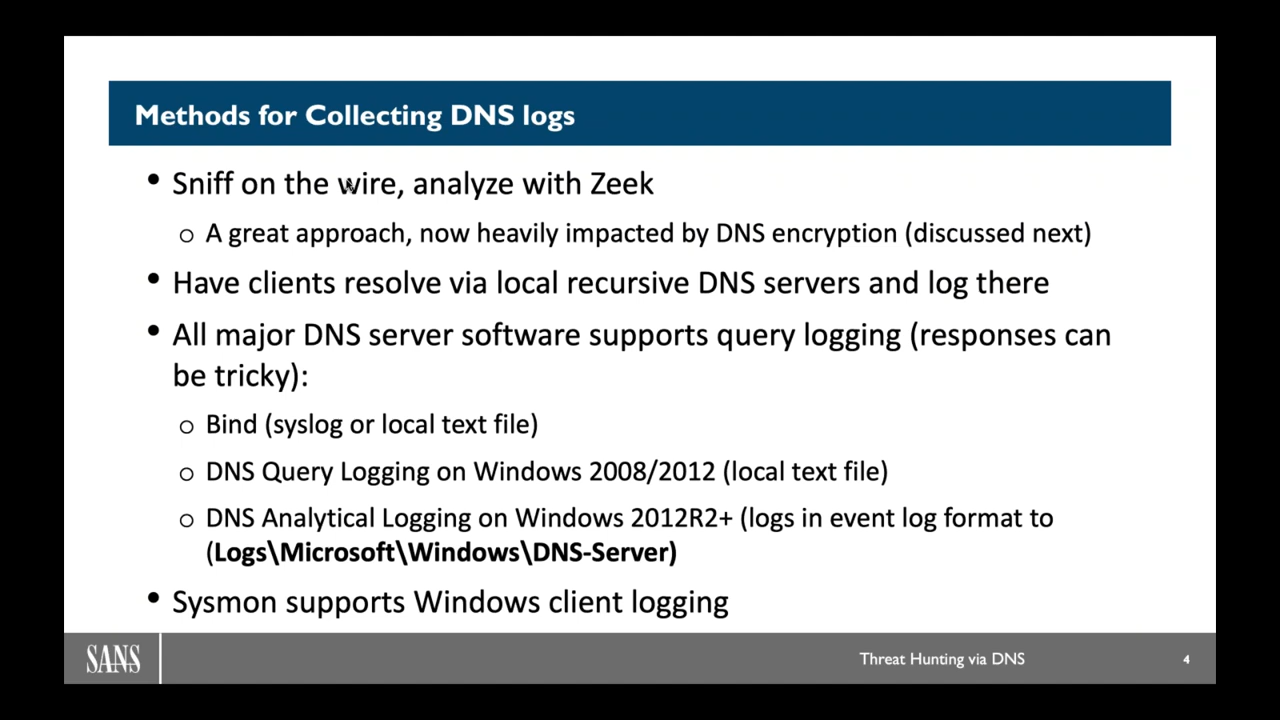 Methods for Collecting DNS logs
• Sniff on the wire, analyze with Zeek
o A great approach, now heavily impacted by DNS encryption (discussed next)
• Have clients resolve via local recursive DNS servers and log there
• All major DNS server software supports query logging (responses can
be tricky):
o Bind (syslog or local text file)
o DNS Query Logging on Windows 2008/2012 (local text file)
o DNS Analytical Logging on Windows 2012R2+ (logs in event log format to
(Logs\Microsoft\Windows\DNS-Server)
• Sysmon supports Windows client logging
SANS
Threat Hunting via DNS
4